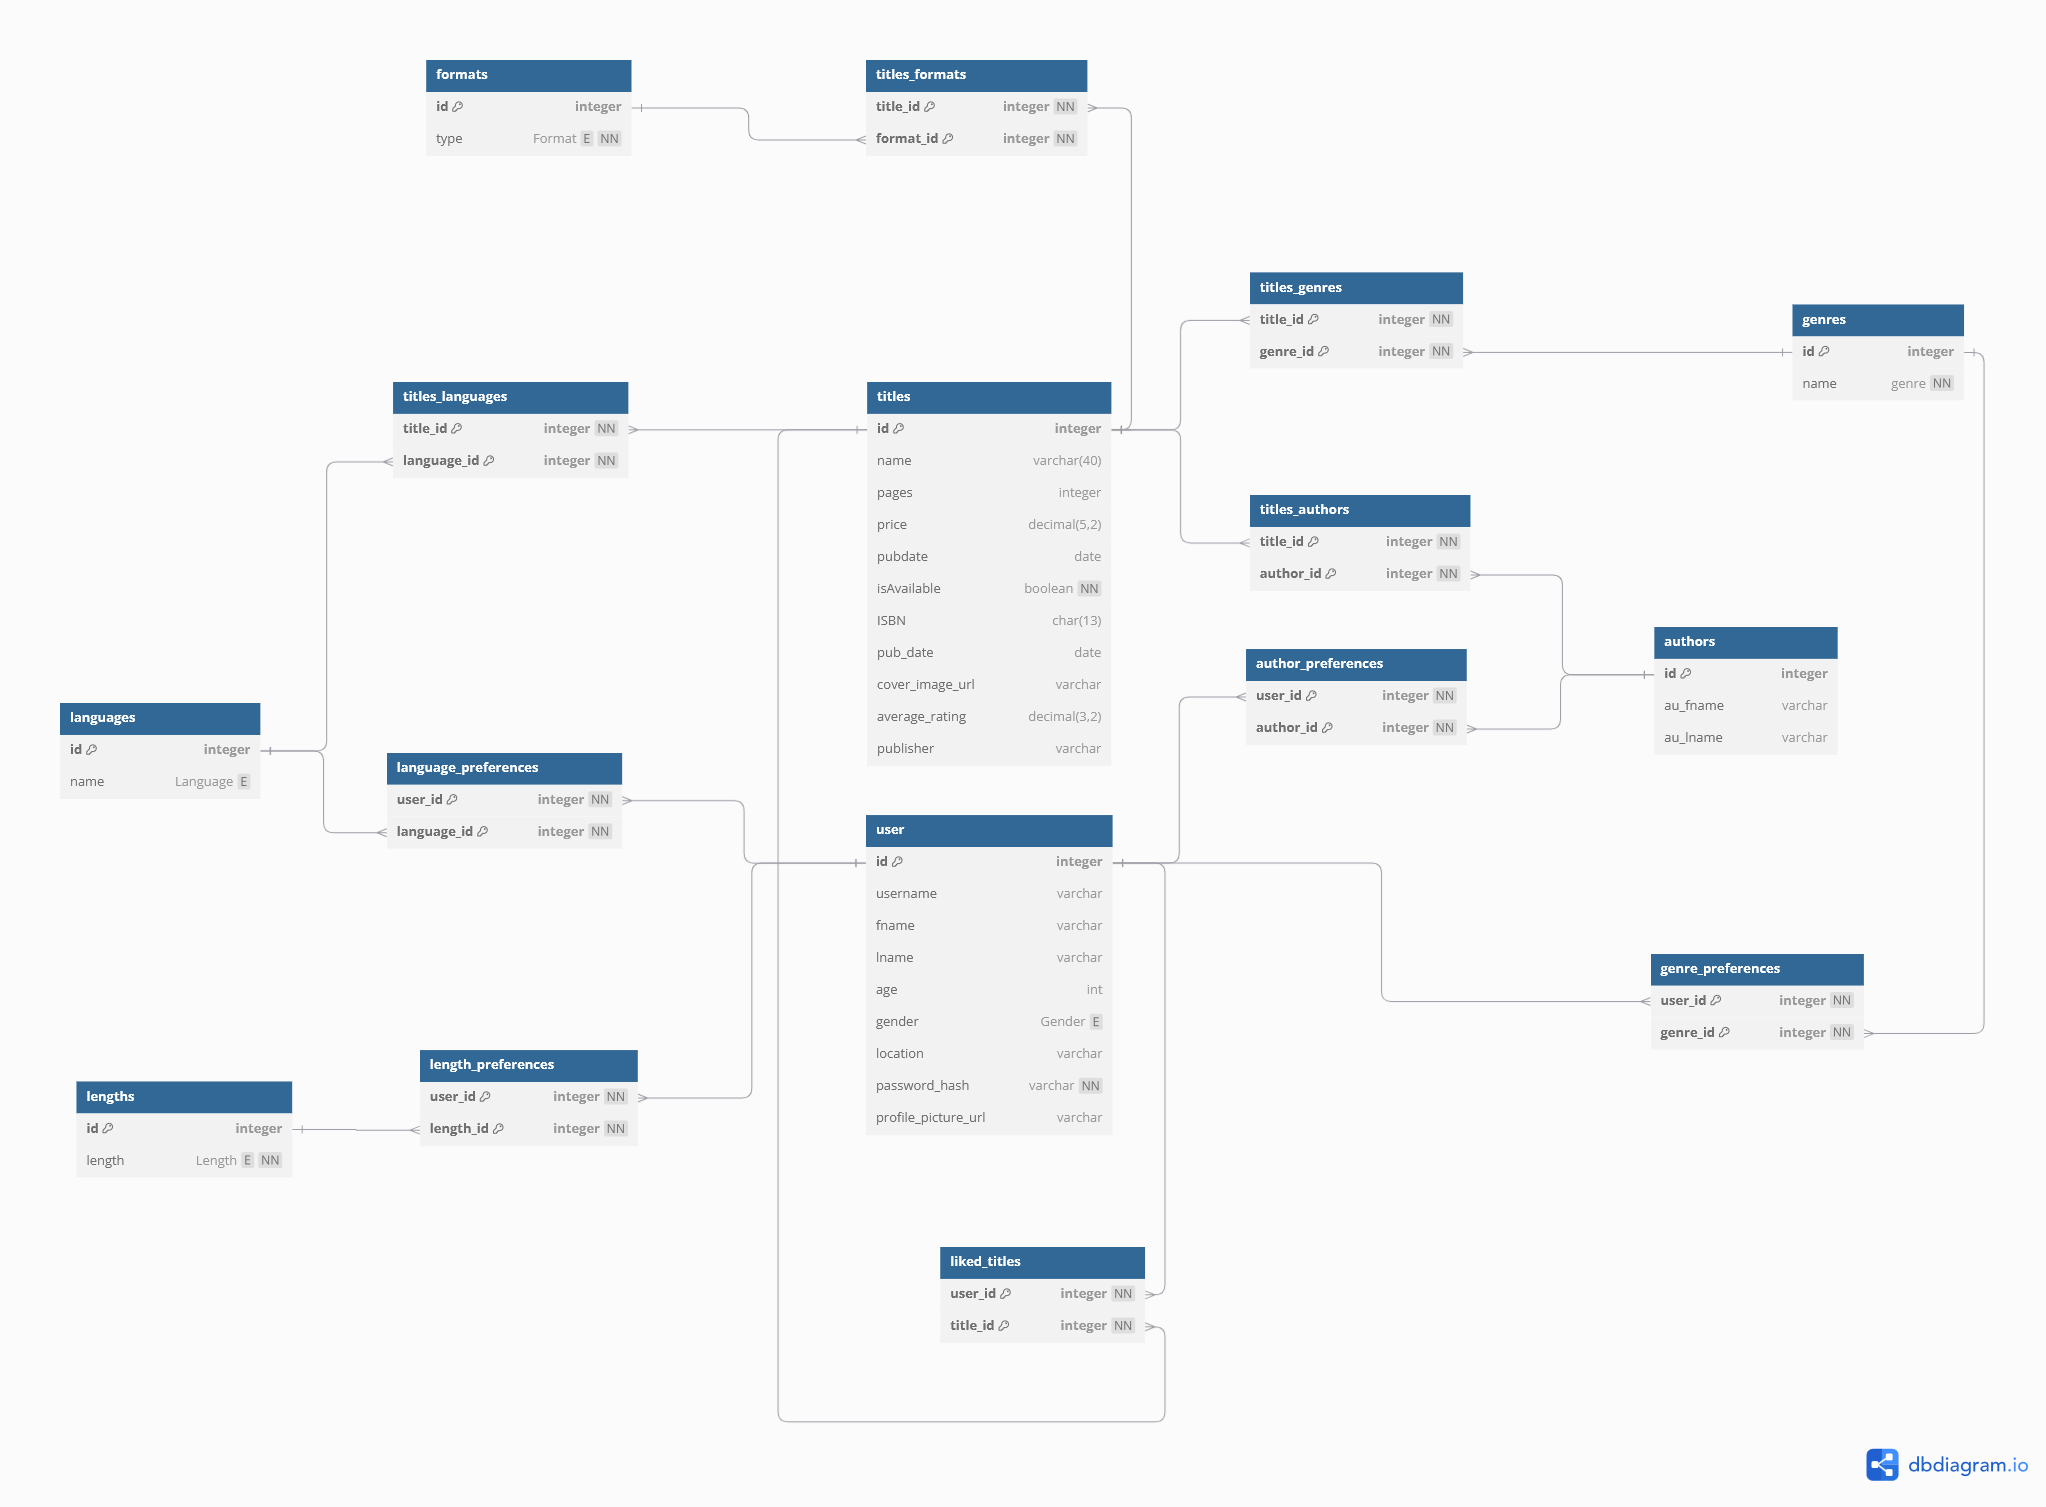 formats
id integer
type Format E NN
titles_formats
title_id integer NN
format_id integer NN
titles_genres
title_id integer NN
genre_id integer NN
genres
id integer
name genre NN
titles_languages
title_id integer NN
language_id integer NN
titles
id integer
name varchar(40)
pages integer
price decimal(5,2)
pubdate date
isAvailable boolean NN
ISBN char(13)
pub_date date
cover_image_url varchar
average_rating decimal(3,2)
publisher varchar
titles_authors
title_id integer NN
author_id integer NN
authors
id integer
au_fname varchar
au_lname varchar
author_preferences
user_id integer NN
author_id integer NN
languages
id integer
name Language E
language_preferences
user_id integer NN
language_id integer NN
user
id integer
username varchar
fname varchar
lname varchar
age int
gender Gender E
location varchar
password_hash varchar NN
profile_picture_url varchar
genre_preferences
user_id integer NN
genre_id integer NN
length_preferences
user_id integer NN
length_id integer NN
lengths
id integer
length Length E NN
liked_titles
user_id integer NN
title_id integer NN
dbdiagram.io